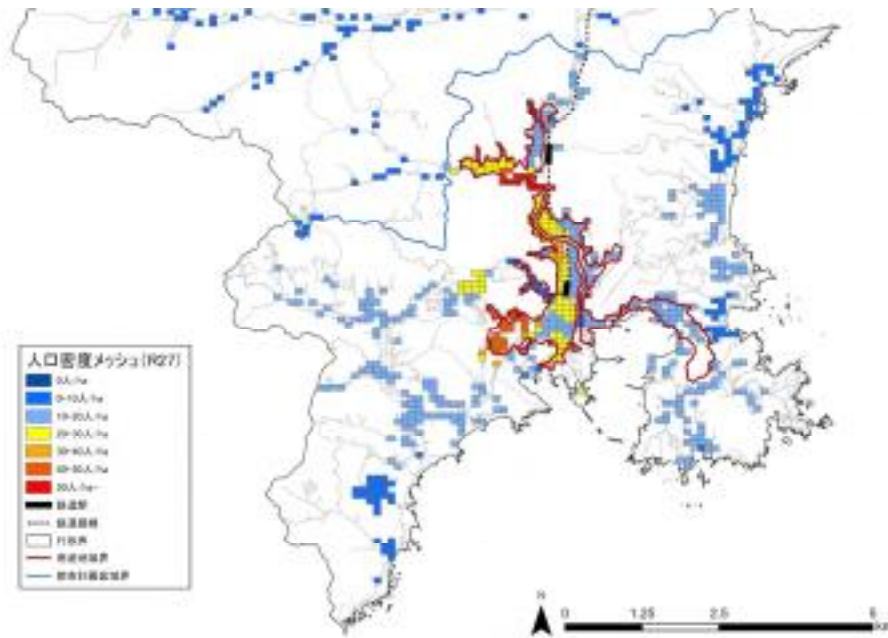 人口密度メッシュ(R27)
0人/ha
0-10人/ha
10-20人/ha
20-30人/ha
30-40人/ha
40-50人/ha
50人/ha-
鉄道駅
鉄道路線
行政界
用途地域界
都市計画区域界
N
0 1.25 2.5 5